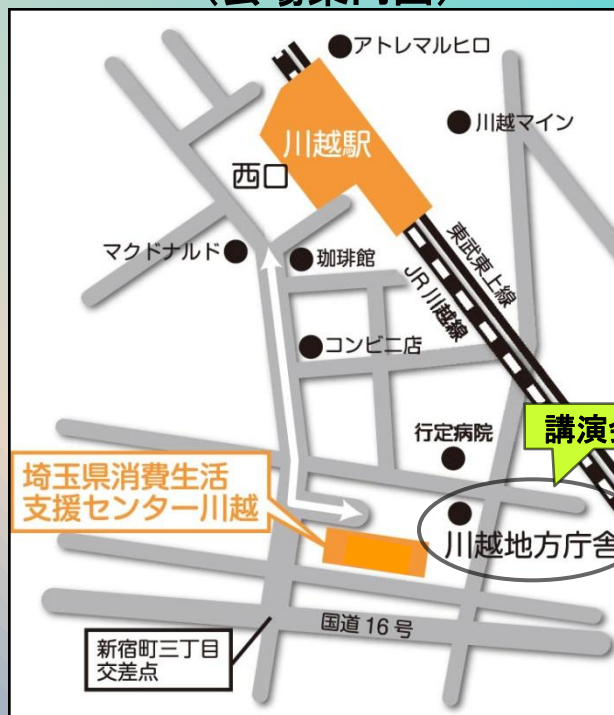 アトレマルヒロ
川越駅
川越マイン
西口
マクドナルド
珈琲館
東武東上線
JR川越線
コンビニ店
行定病院
講演
埼玉県消費生活
支援センター川越
川越地方庁舎
国道16号
新宿町三丁目
交差点